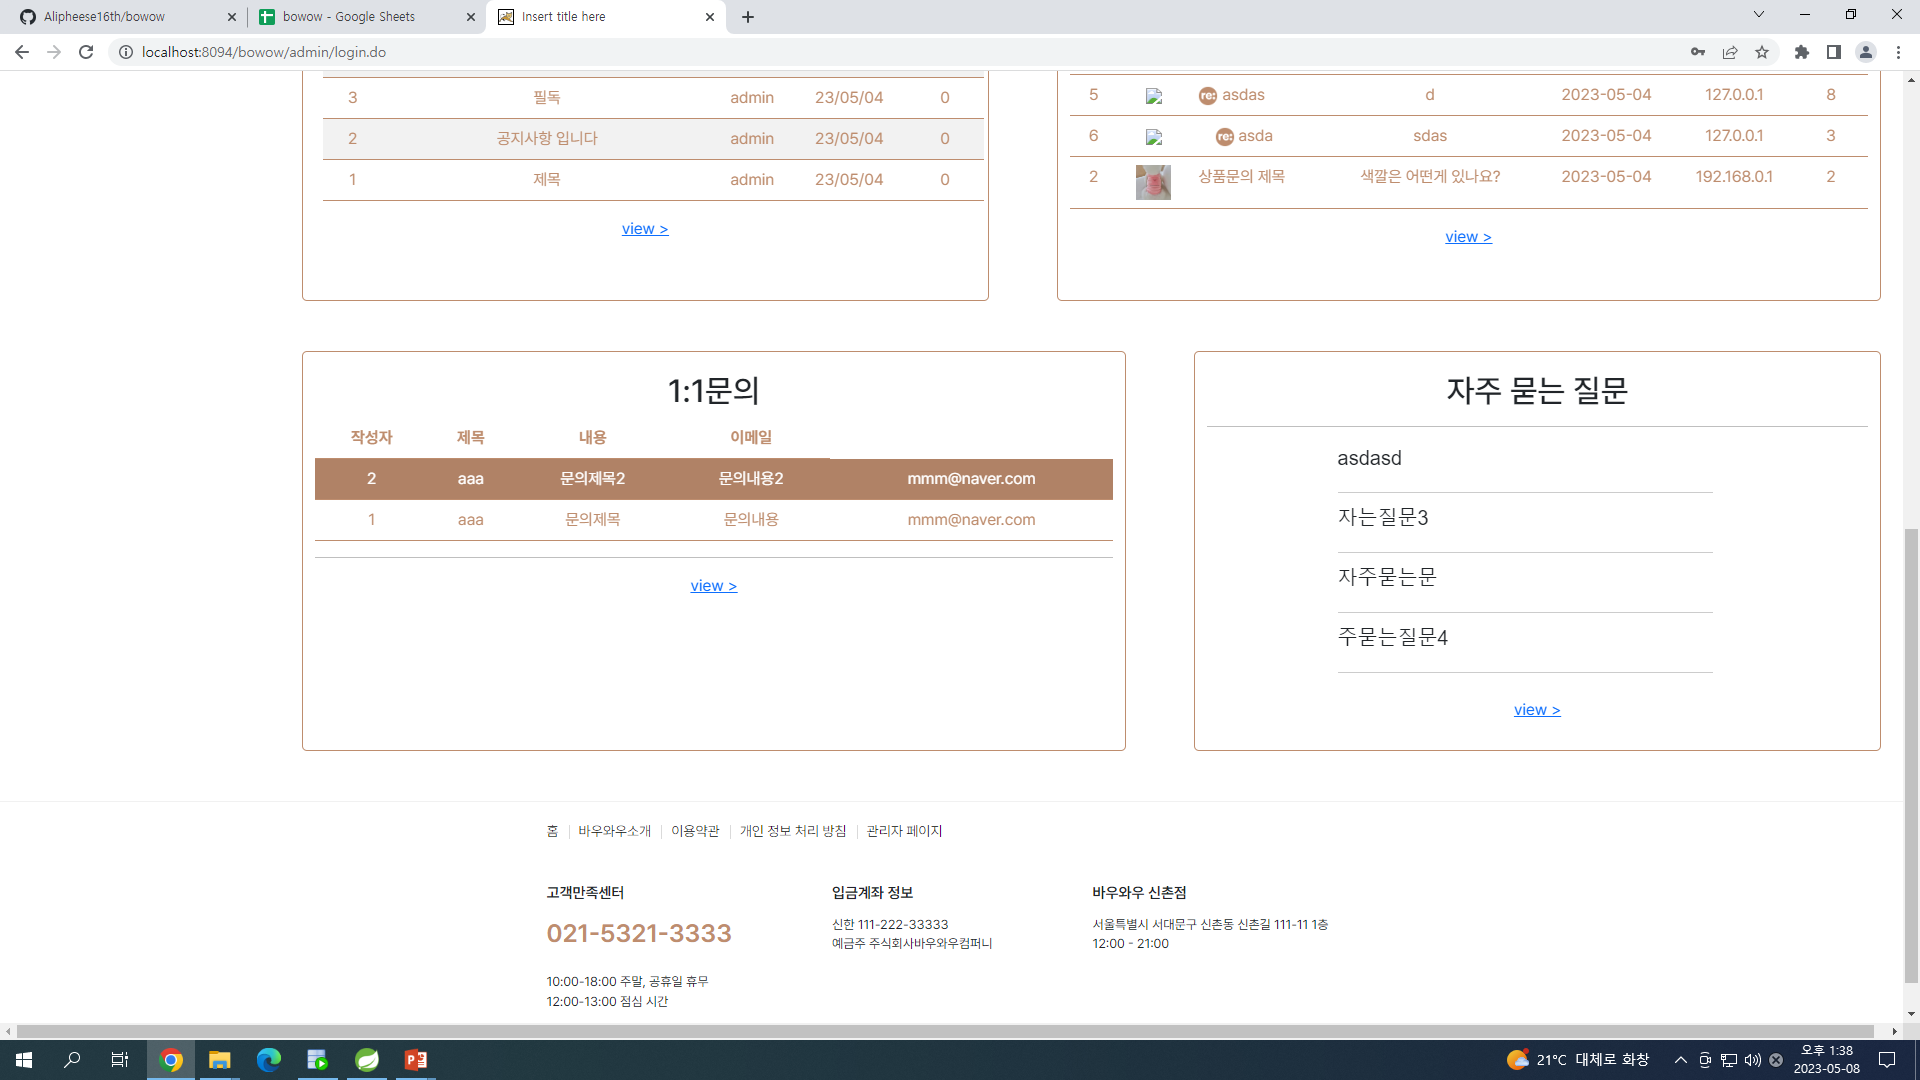 Alipheese16th/bowow
bowow - Google Sheets
Insert title here
localhost:8094/bowow/admin/login.do
3 필독 admin 23/05/04 0
2 공지사항 입니다 admin 23/05/04 0
1 제목 admin 23/05/04 0
view >
5 re: asdas d 2023-05-04 127.0.0.1 8
6 re: asda sdas 2023-05-04 127.0.0.1 3
2 상품문의 제목 색깔은 어떤게 있나요? 2023-05-04 192.168.0.1 2
view >
1:1문의
작성자 제목 내용 이메일
2 aaa 문의제목2 문의내용2 mmm@naver.com
1 aaa 문의제목 문의내용 mmm@naver.com
view >
자주 묻는 질문
asdasd
자는질문3
자주묻는문
주묻는질문4
view >
홈 바우와우소개 이용약관 개인 정보 처리 방침 관리자 페이지
고객만족센터
021-5321-3333
10:00-18:00 주말, 공휴일 휴무
12:00-13:00 점심 시간
입금계좌 정보
신한 111-222-33333
예금주 주식회사바우와우컴퍼니
바우와우 신촌점
서울특별시 서대문구 신촌동 신촌길 111-11 1층
12:00 - 21:00
21°C 대체로 화창
오후 1:38
2023-05-08